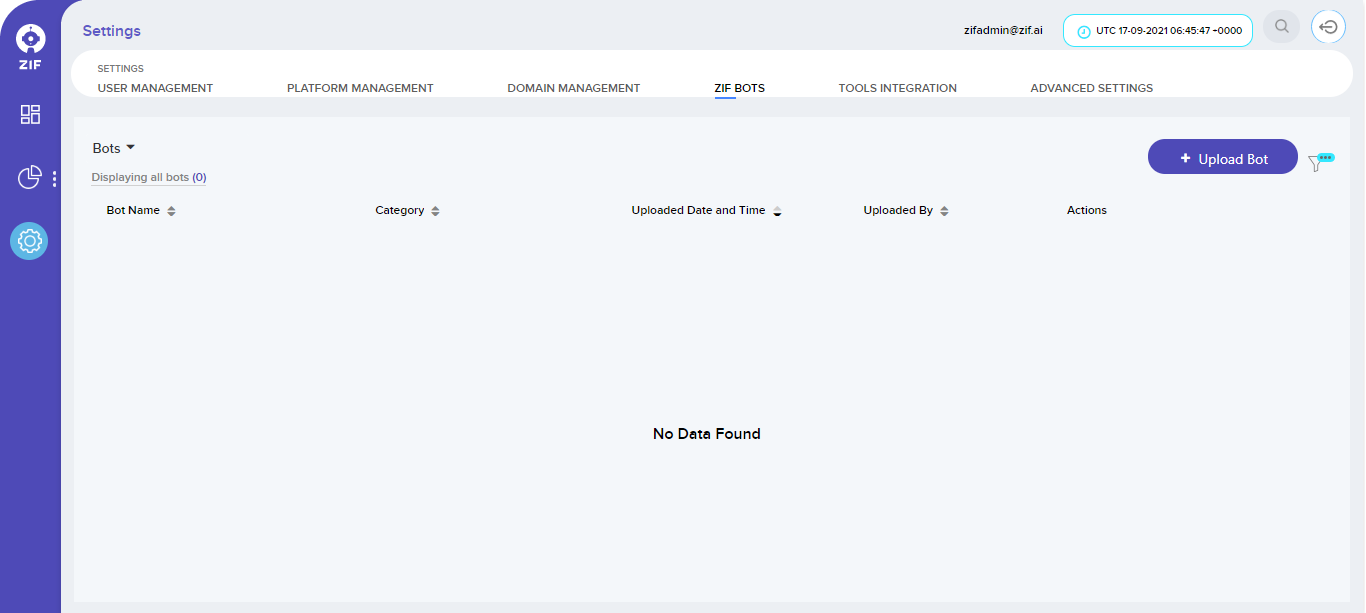 ZIF
Settings
zifadmin@zif.ai
UTC 17-09-2021 06:45:47 +0000
SETTINGS
USER MANAGEMENT PLATFORM MANAGEMENT DOMAIN MANAGEMENT ZIF BOTS TOOLS INTEGRATION ADVANCED SETTINGS
Bots
+ Upload Bot
Displaying all bots (0)
Bot Name Category Uploaded Date and Time Uploaded By Actions
No Data Found